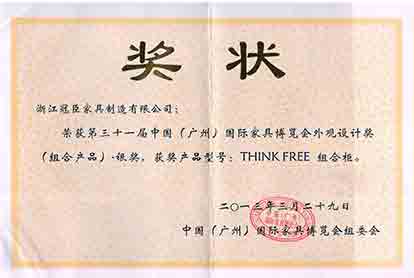 奖状
浙江冠臣家具制造有限公司：
荣获第三十一届中国（广州）国际家具博览会外观设计奖
（组合产品）·银奖，获奖产品型号：THINK FREE 组合柜。
二〇一三年三月二十九日
中国（广州）国际家具博览会组委会